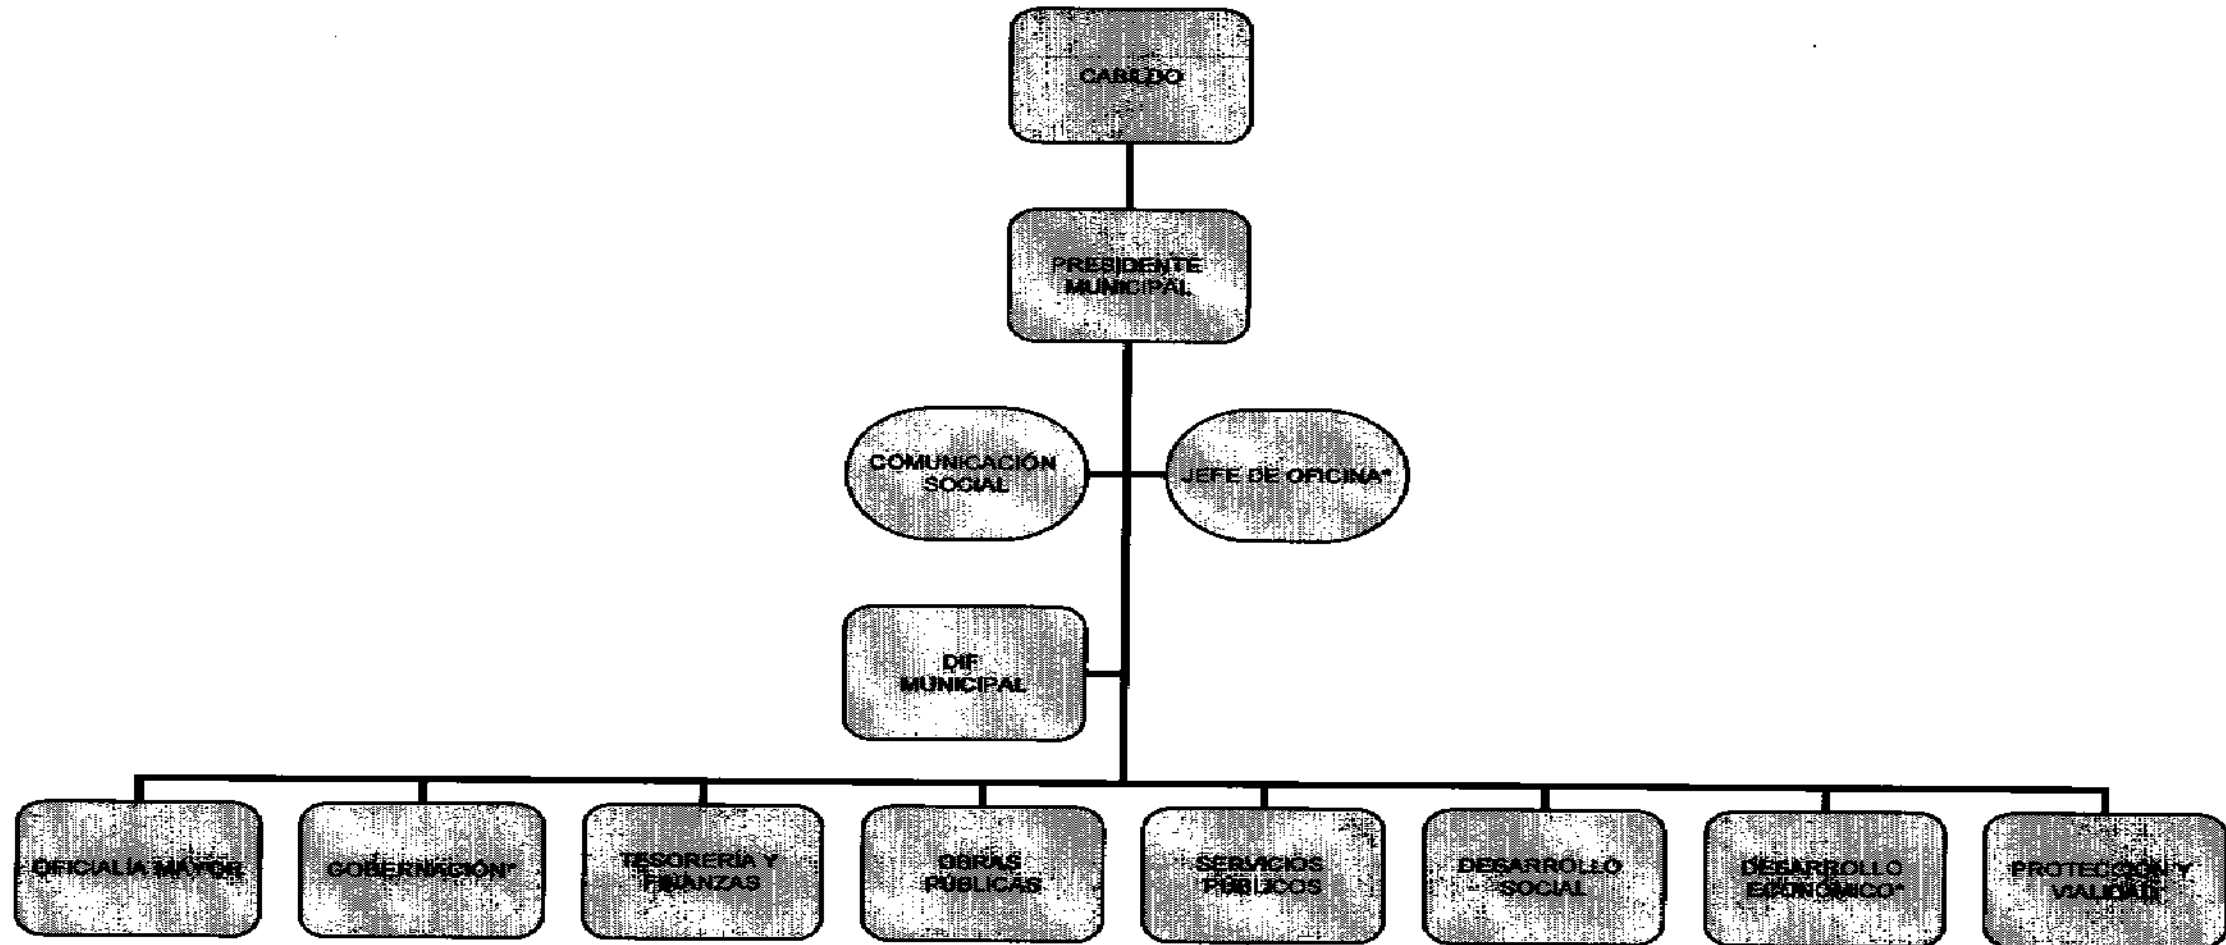 CABILDO
PRESIDENTE
MUNICIPAL
COMUNICACIÓN
SOCIAL
JEFE DE OFICINA*
DIF
MUNICIPAL
OFICIALÍA MAYOR
GOBERNACIÓN*
TESORERÍA Y
FINANZAS
OBRAS
PÚBLICAS
SERVICIOS
PÚBLICOS
DESARROLLO
SOCIAL
DESARROLLO
ECONÓMICO*
PROTECCIÓN Y
VIALIDAD*